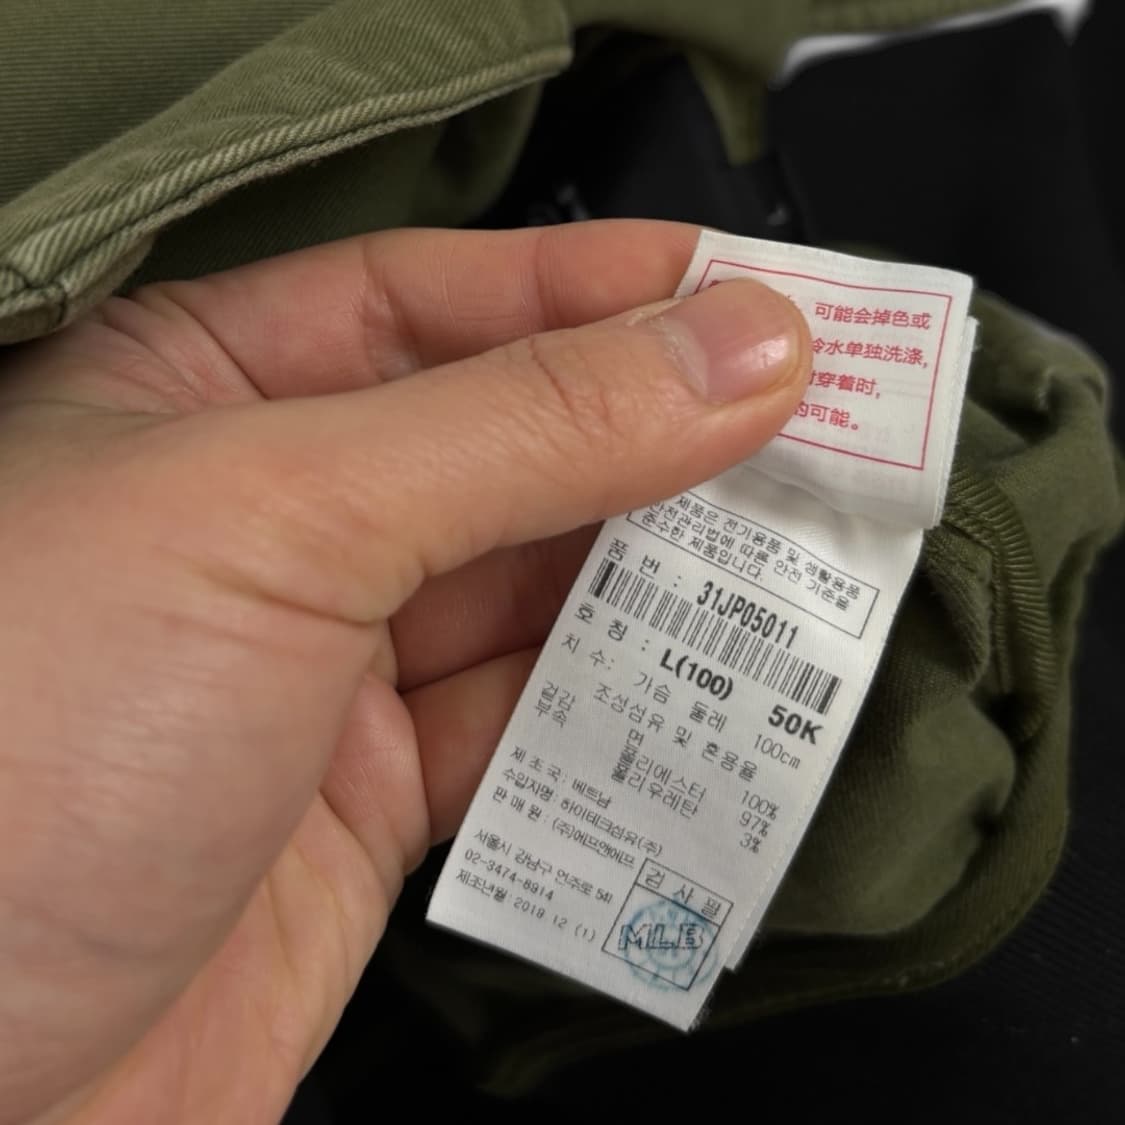 可能会掉色或
冷水单独洗涤,
时穿着时,
的可能。
제품은 전기용품 및 생활용품
안전관리법에 따른 안전 기준을
준수한 제품입니다.
품 번 : 31JP05011
호 칭 : L(100) 50K
치 수: 가슴 둘레 100cm
조성섬유 및 혼용율
겉감 면 100%
부속 폴리에스터 97%
폴리우레탄 3%
제 조 국 : 베트남
수입자명 : 하이테크섬유(주)
판 매 원 : (주)에프앤에프
서울시 강남구 언주로 541
02-3474-8914
제조년월 : 2018 12 (1)
검 사 필
MLB